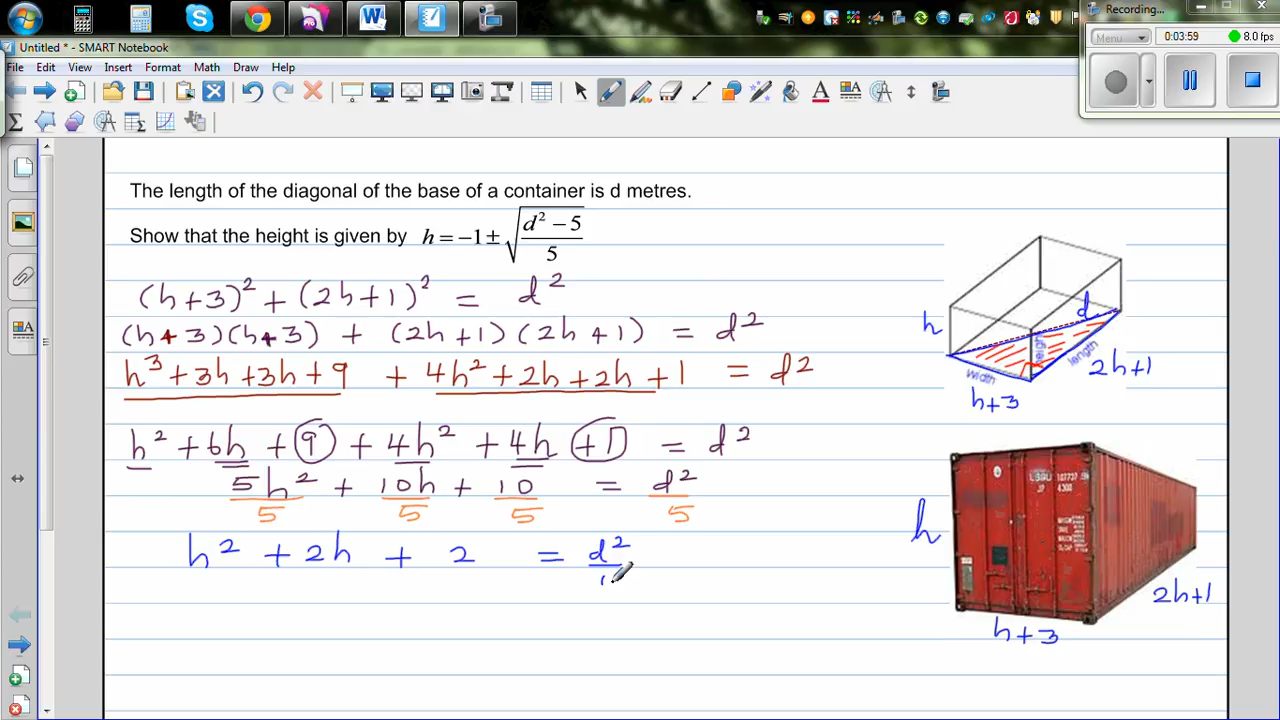 Recording...
Menu
0:03:59
8.0 fps
Untitled * - SMART Notebook
File Edit View Insert Format Math Draw Help
The length of the diagonal of the base of a container is d metres.
Show that the height is given by h = −1 ± √((d² − 5)/5)
(h+3)² + (2h+1)² = d²
(h+3)(h+3) + (2h+1)(2h+1) = d²
h³ + 3h + 3h + 9 + 4h² + 2h + 2h + 1 = d²
h² + 6h + 9 + 4h² + 4h + 1 = d²
5h²/5 + 10h/5 + 10/5 = d²/5
h² + 2h + 2 = d²
h
d
height
length
width
2h+1
h+3
h
2h+1
h+3